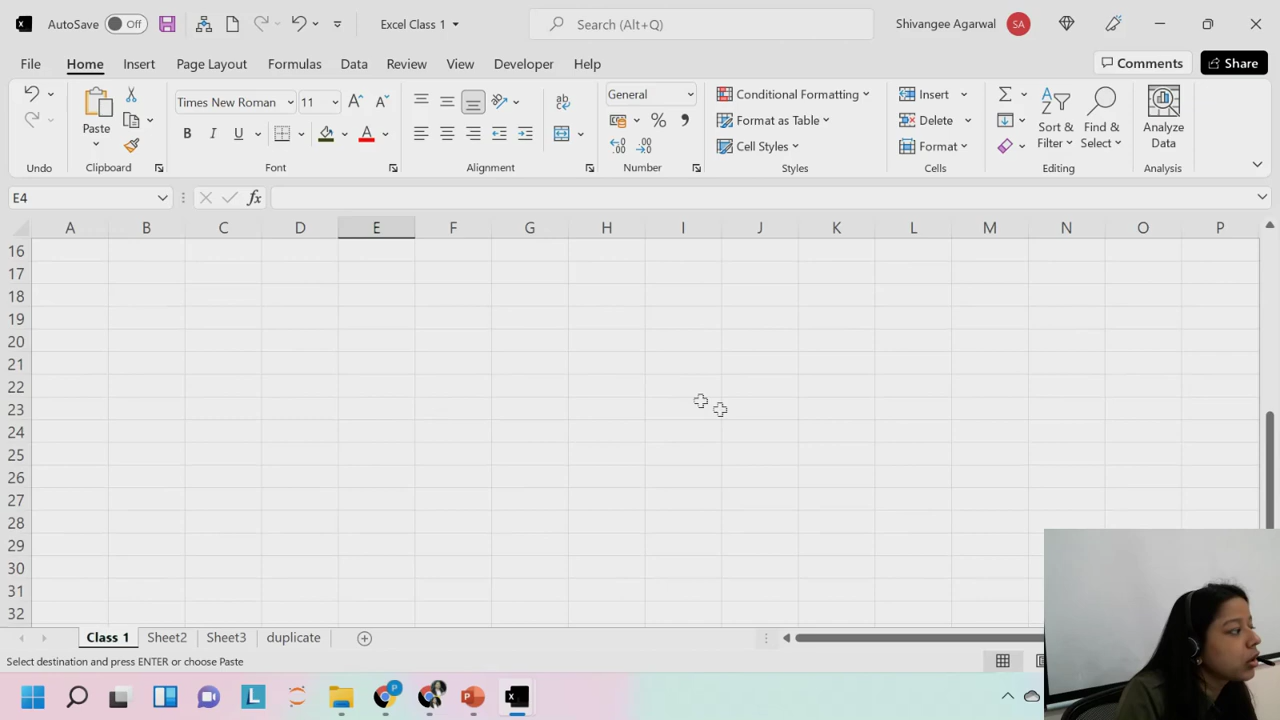 AutoSave Off Excel Class 1 Search (Alt+Q) Shivangee Agarwal SA
File Home Insert Page Layout Formulas Data Review View Developer Help Comments Share
Paste Times New Roman 11 General Conditional Formatting Insert Sort & Filter Find & Select Analyze Data
B I U A % , Format as Table Delete
Cell Styles Format
Undo Clipboard Font Alignment Number Styles Cells Editing Analysis
E4 fx
A B C D E F G H I J K L M N O P
16
17
18
19
20
21
22
23
24
25
26
27
28
29
30
31
32
Class 1 Sheet2 Sheet3 duplicate
Select destination and press ENTER or choose Paste